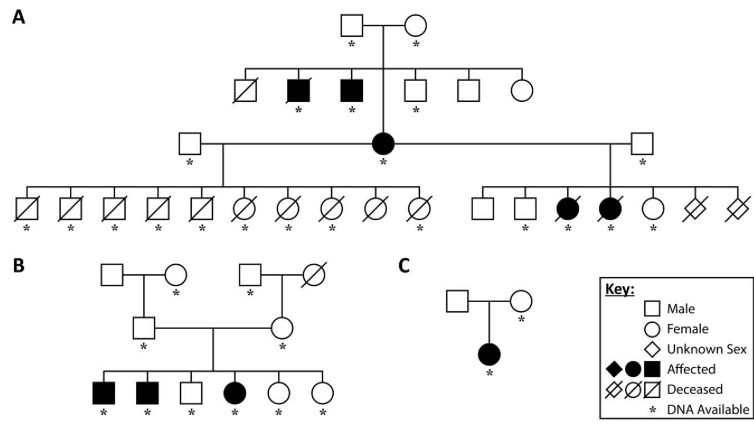 A
B
C
Key:
Male
Female
Unknown Sex
Affected
Deceased
* DNA Available